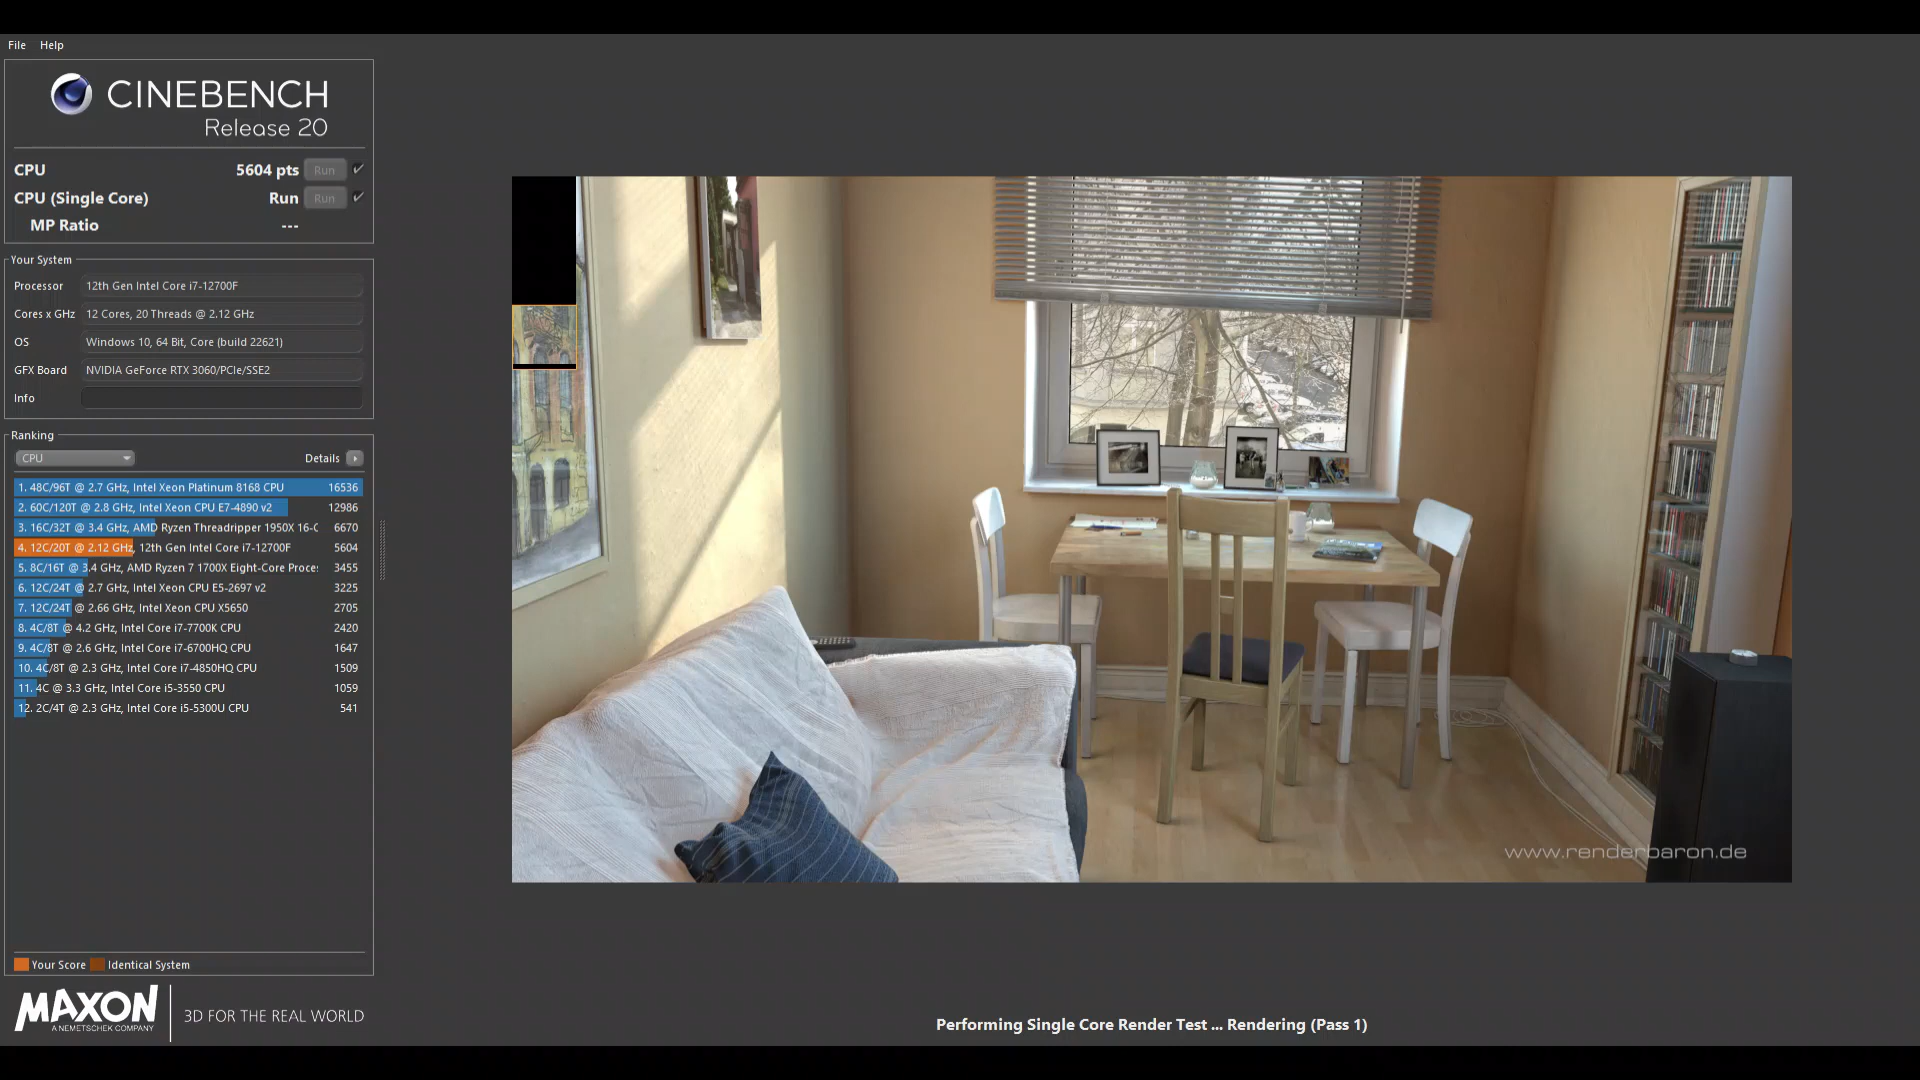 File Help
CINEBENCH
Release 20
CPU 5604 pts Run
CPU (Single Core) Run Run
MP Ratio ---
Your System
Processor 12th Gen Intel Core i7-12700F
Cores x GHz 12 Cores, 20 Threads @ 2.12 GHz
OS Windows 10, 64 Bit, Core (build 22621)
GFX Board NVIDIA GeForce RTX 3060/PCIe/SSE2
Info
Ranking
CPU Details
1. 48C/96T @ 2.7 GHz, Intel Xeon Platinum 8168 CPU 16536
2. 60C/120T @ 2.8 GHz, Intel Xeon CPU E7-4890 v2 12986
3. 16C/32T @ 3.4 GHz, AMD Ryzen Threadripper 1950X 16-C 6670
4. 12C/20T @ 2.12 GHz, 12th Gen Intel Core i7-12700F 5604
5. 8C/16T @ 3.4 GHz, AMD Ryzen 7 1700X Eight-Core Proces 3455
6. 12C/24T @ 2.7 GHz, Intel Xeon CPU E5-2697 v2 3225
7. 12C/24T @ 2.66 GHz, Intel Xeon CPU X5650 2705
8. 4C/8T @ 4.2 GHz, Intel Core i7-7700K CPU 2420
9. 4C/8T @ 2.6 GHz, Intel Core i7-6700HQ CPU 1647
10. 4C/8T @ 2.3 GHz, Intel Core i7-4850HQ CPU 1509
11. 4C @ 3.3 GHz, Intel Core i5-3550 CPU 1059
12. 2C/4T @ 2.3 GHz, Intel Core i5-5300U CPU 541
Your Score Identical System
MAXON
A NEMETSCHEK COMPANY
3D FOR THE REAL WORLD
www.renderbaron.de
Performing Single Core Render Test ... Rendering (Pass 1)